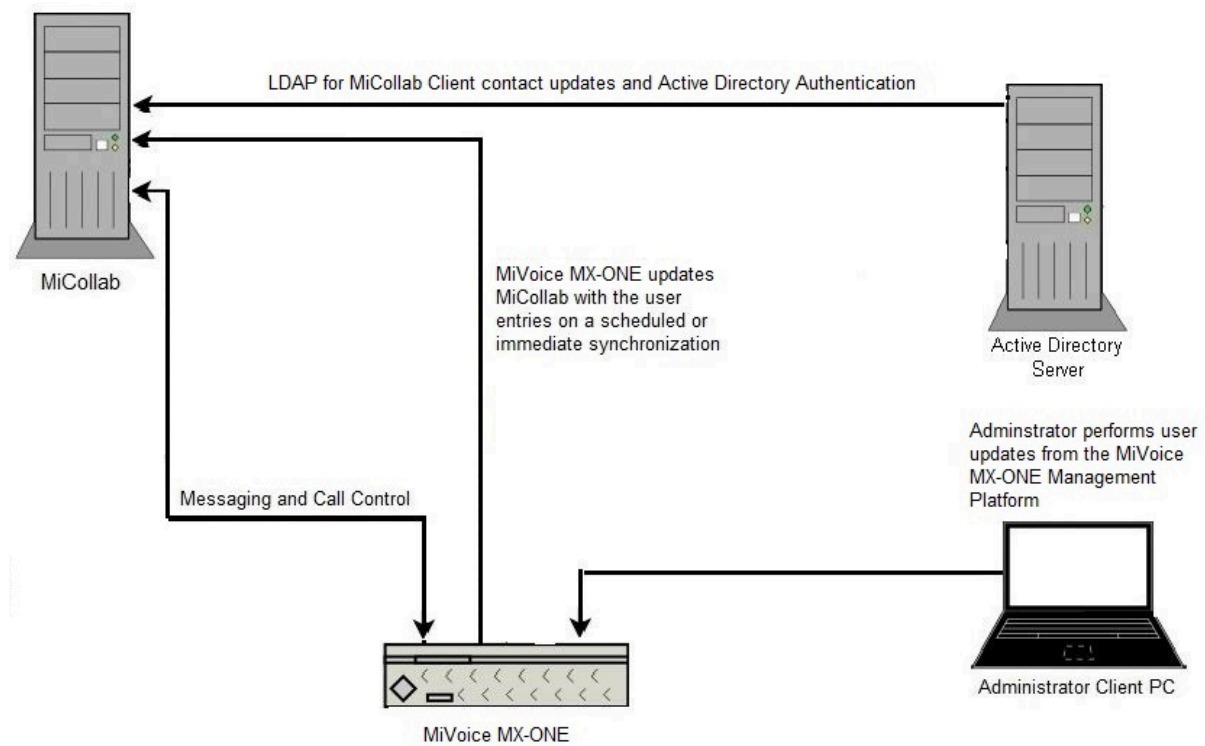 LDAP for MiCollab Client contact updates and Active Directory Authentication
MiCollab
MiVoice MX-ONE updates
MiCollab with the user
entries on a scheduled or
immediate synchronization
Active Directory
Server
Adminstrator performs user
updates from the MiVoice
MX-ONE Management
Platform
Messaging and Call Control
Administrator Client PC
MiVoice MX-ONE